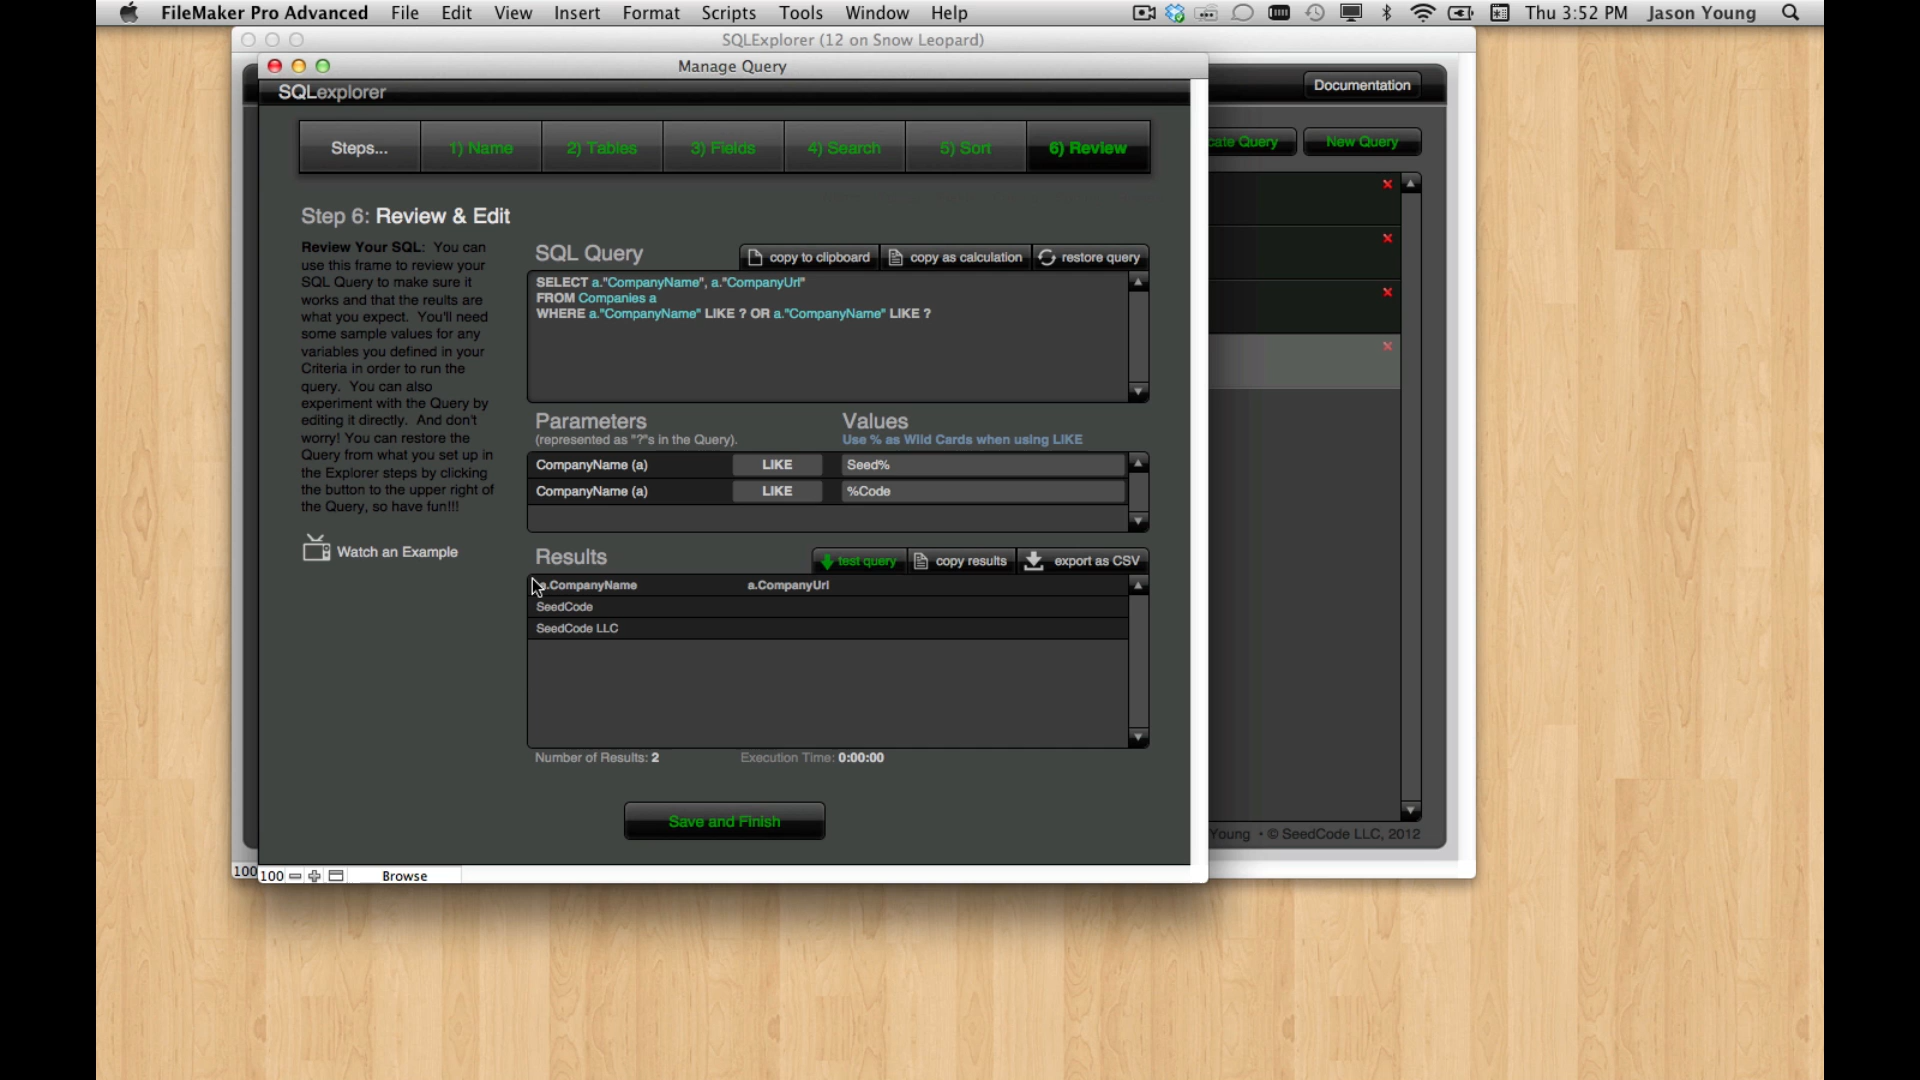 FileMaker Pro Advanced File Edit View Insert Format Scripts Tools Window Help Thu 3:52 PM Jason Young
SQLExplorer (12 on Snow Leopard)
Manage Query
SQLexplorer
Documentation
Steps... 1) Name 2) Tables 3) Fields 4) Search 5) Sort 6) Review
cate Query New Query
Step 6: Review & Edit
Review Your SQL: You can
use this frame to review your
SQL Query to make sure it
works and that the reults are
what you expect. You'll need
some sample values for any
variables you defined in your
Criteria in order to run the
query. You can also
experiment with the Query by
editing it directly. And don't
worry! You can restore the
Query from what you set up in
the Explorer steps by clicking
the button to the upper right of
the Query, so have fun!!!
Watch an Example
SQL Query copy to clipboard copy as calculation restore query
SELECT a."CompanyName", a."CompanyUrl"
FROM Companies a
WHERE a."CompanyName" LIKE ? OR a."CompanyName" LIKE ?
Parameters Values
(represented as "?"s in the Query). Use % as Wild Cards when using LIKE
CompanyName (a) LIKE Seed%
CompanyName (a) LIKE %Code
Results test query copy results export as CSV
a.CompanyName a.CompanyUrl
SeedCode
SeedCode LLC
Number of Results: 2 Execution Time: 0:00:00
Save and Finish
Young • © SeedCode LLC, 2012
100
100 Browse